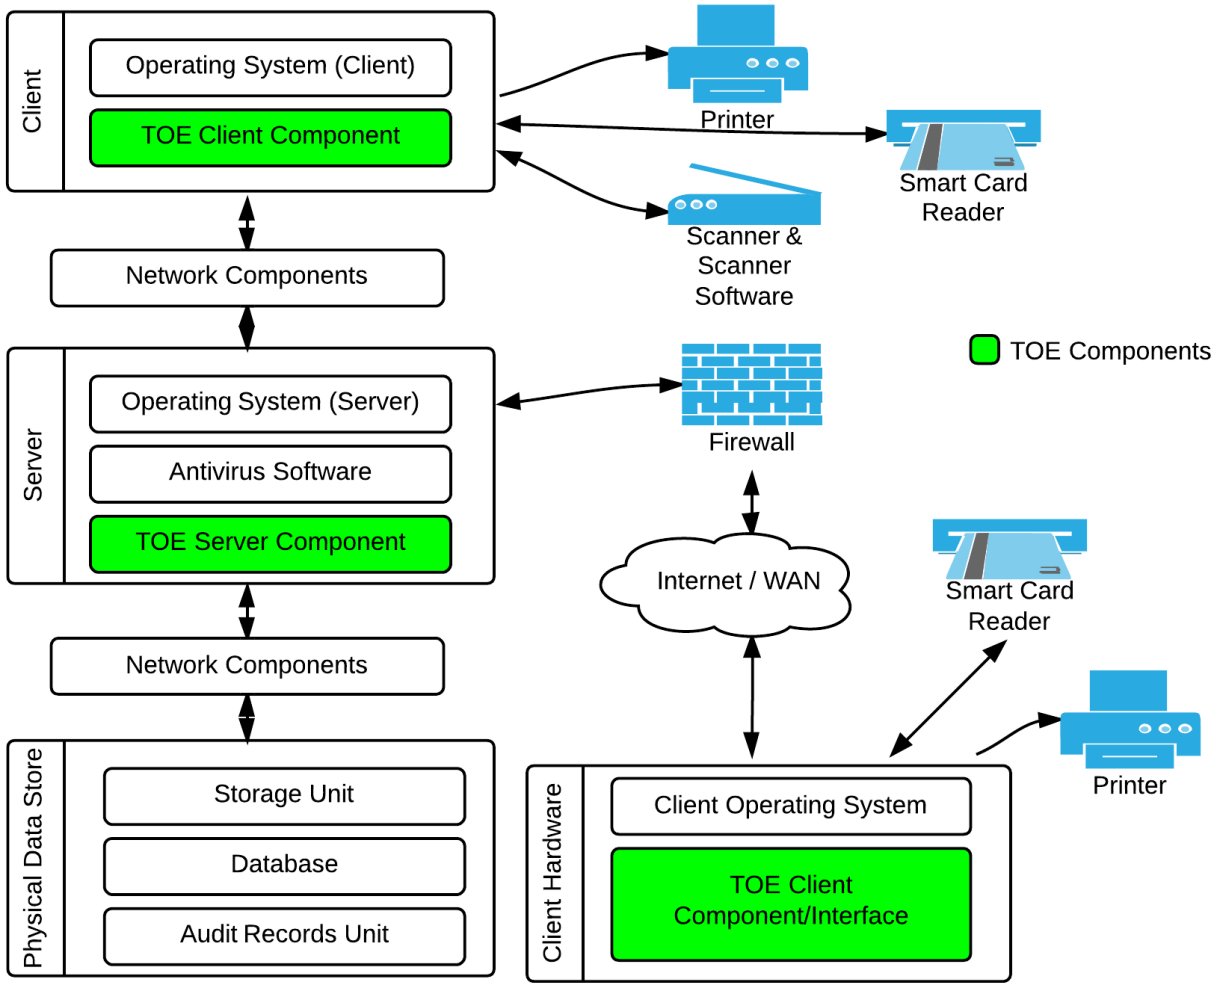 Client
Operating System (Client)
TOE Client Component
Printer
Smart Card
Reader
Scanner &
Scanner
Software
Network Components
TOE Components
Server
Operating System (Server)
Antivirus Software
TOE Server Component
Firewall
Internet / WAN
Smart Card
Reader
Network Components
Physical Data Store
Storage Unit
Database
Audit Records Unit
Client Hardware
Client Operating System
TOE Client
Component/Interface
Printer